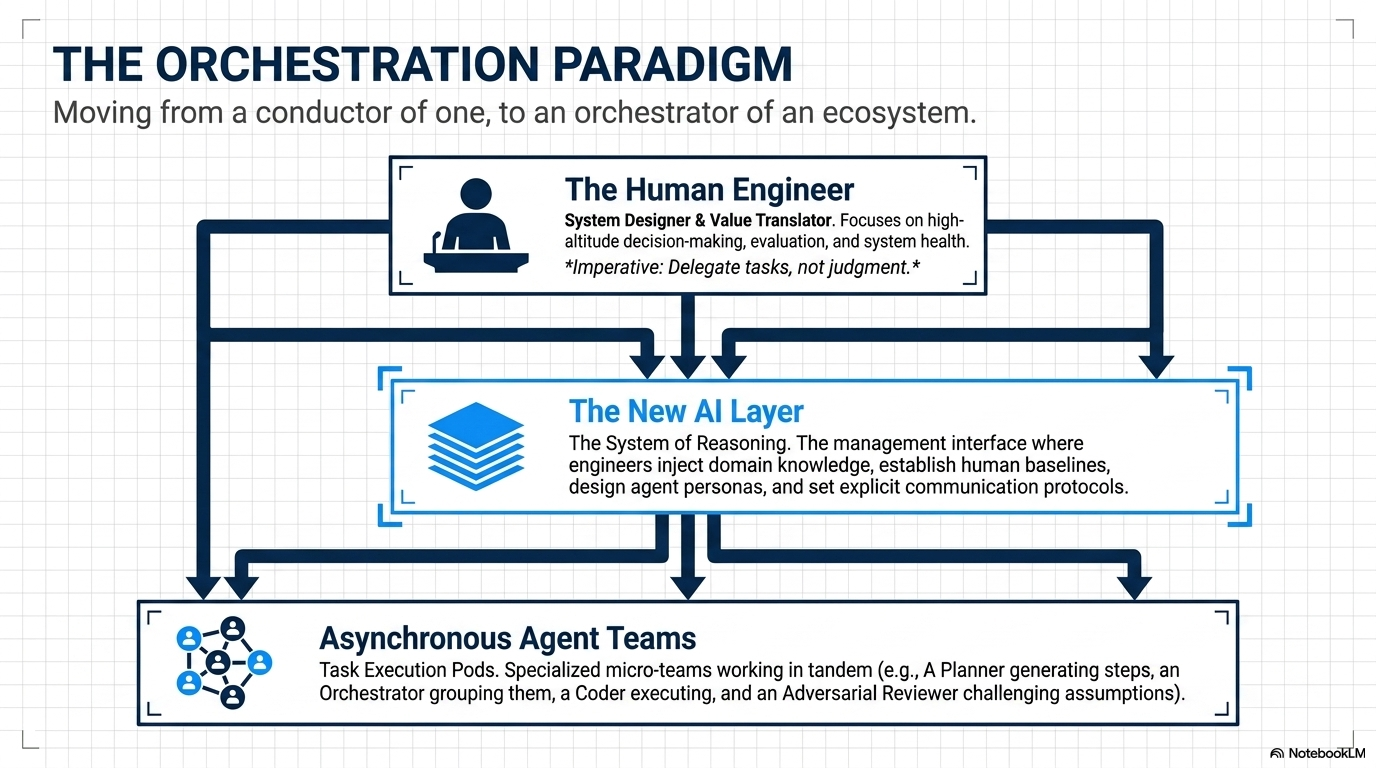 THE ORCHESTRATION PARADIGM
Moving from a conductor of one, to an orchestrator of an ecosystem.
The Human Engineer
System Designer & Value Translator. Focuses on high-
altitude decision-making, evaluation, and system health.
*Imperative: Delegate tasks, not judgment.*
The New AI Layer
The System of Reasoning. The management interface where
engineers inject domain knowledge, establish human baselines,
design agent personas, and set explicit communication protocols.
Asynchronous Agent Teams
Task Execution Pods. Specialized micro-teams working in tandem (e.g., A Planner generating steps, an
Orchestrator grouping them, a Coder executing, and an Adversarial Reviewer challenging assumptions).
NotebookLM